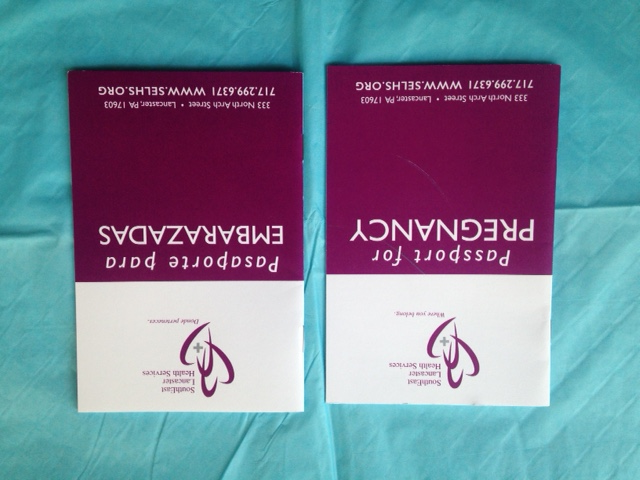 SouthEast
Lancaster
Health Services
Where you belong.
Passport for
PREGNANCY
333 North Arch Street • Lancaster, PA 17603
717.299.6371 WWW.SELHS.ORG
SouthEast
Lancaster
Health Services
Donde perteneces.
Pasaporte para
EMBARAZADAS
333 North Arch Street • Lancaster, PA 17603
717.299.6371 WWW.SELHS.ORG